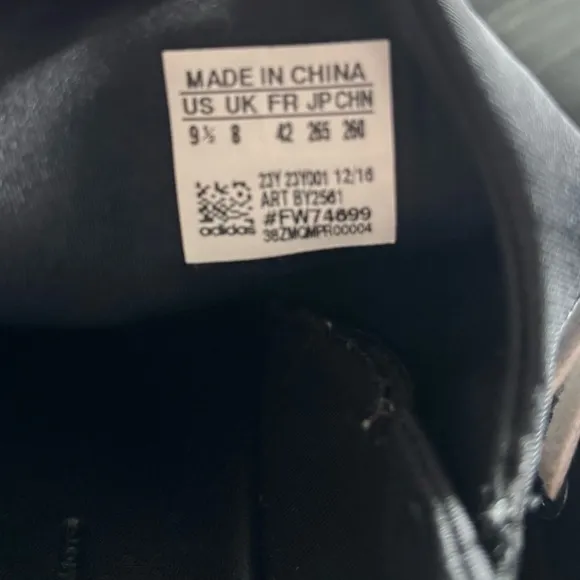 MADE IN CHINA
US UK FR JP CHN
9½ 8 42 265 260
23Y 23Y001 12/16
ART BY2561
#FW74699
adidas 38ZMQMPR00004